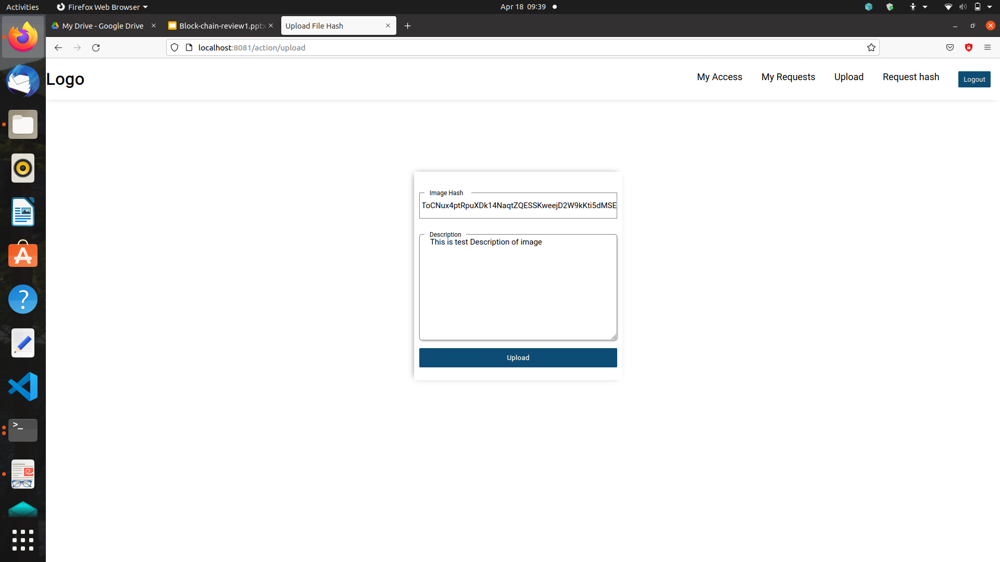 Activities
Firefox Web Browser
Apr 18 09:39
My Drive - Google Drive
Block-chain-review1.pptx
Upload File Hash
localhost:8081/action/upload
Logo
My Access
My Requests
Upload
Request hash
Logout
Image Hash
ToCNux4ptRpuXDk14NaqtZQESSKweejD2W9kKti5dMSE
Description
This is test Description of image
Upload